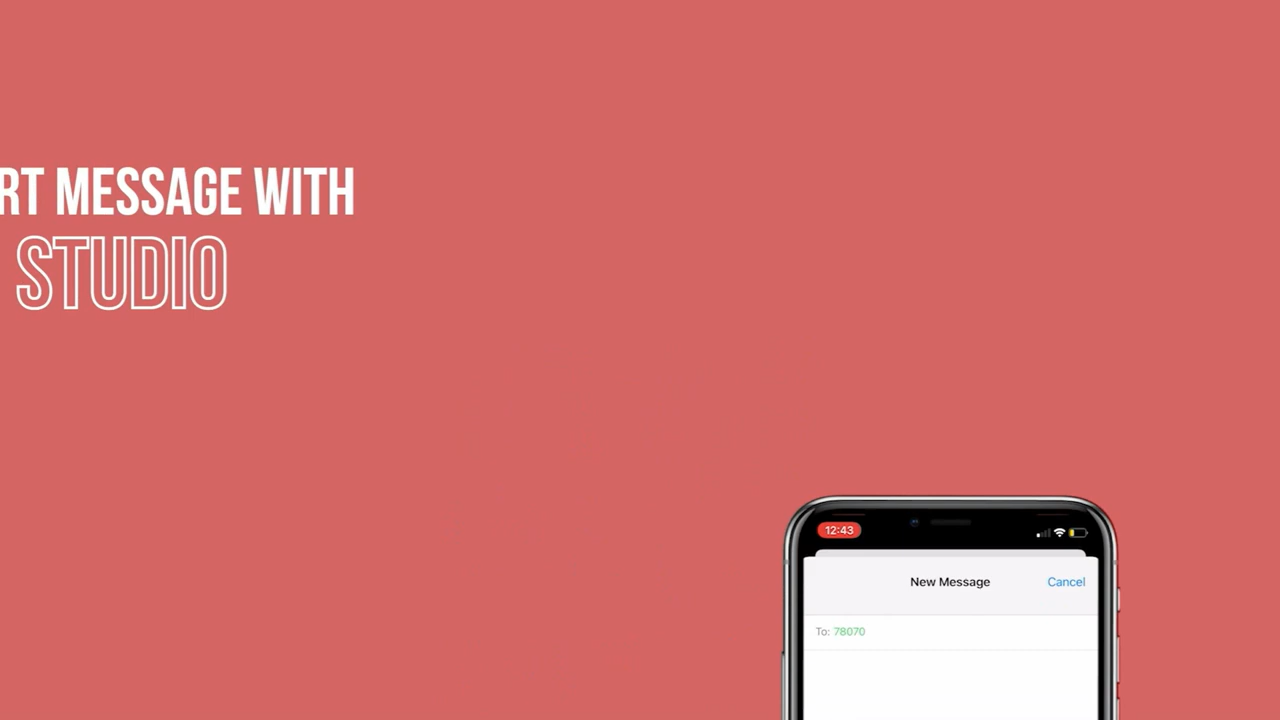 RT MESSAGE WITH
STUDIO
12:43
New Message
Cancel
To: 78070